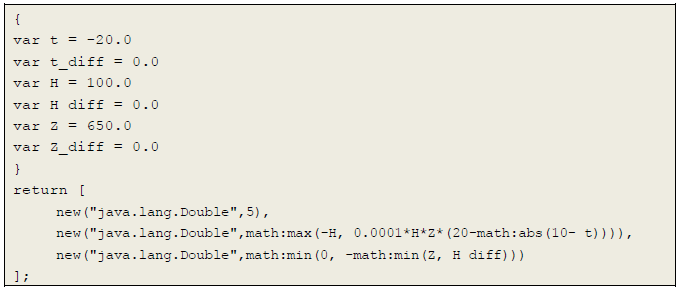 {
var t = -20.0
var t_diff = 0.0
var H = 100.0
var H diff = 0.0
var Z = 650.0
var Z_diff = 0.0
}
return [
new("java.lang.Double",5),
new("java.lang.Double",math:max(-H, 0.0001*H*Z*(20-math:abs(10- t)))),
new("java.lang.Double",math:min(0, -math:min(Z, H diff)))
];